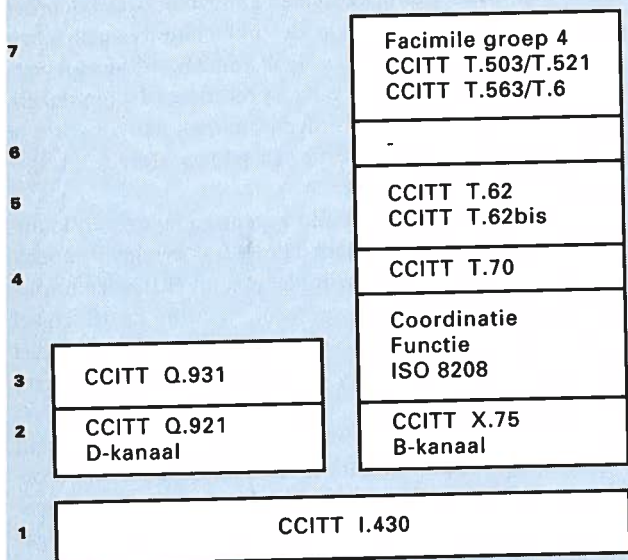 7
Facimile groep 4
CCITT T.503/T.521
CCITT T.563/T.6
6
-
5
CCITT T.62
CCITT T.62bis
4
CCITT T.70
Coordinatie
Functie
3
CCITT Q.931
ISO 8208
2
CCITT Q.921
D-kanaal
CCITT X.75
B-kanaal
1
CCITT I.430